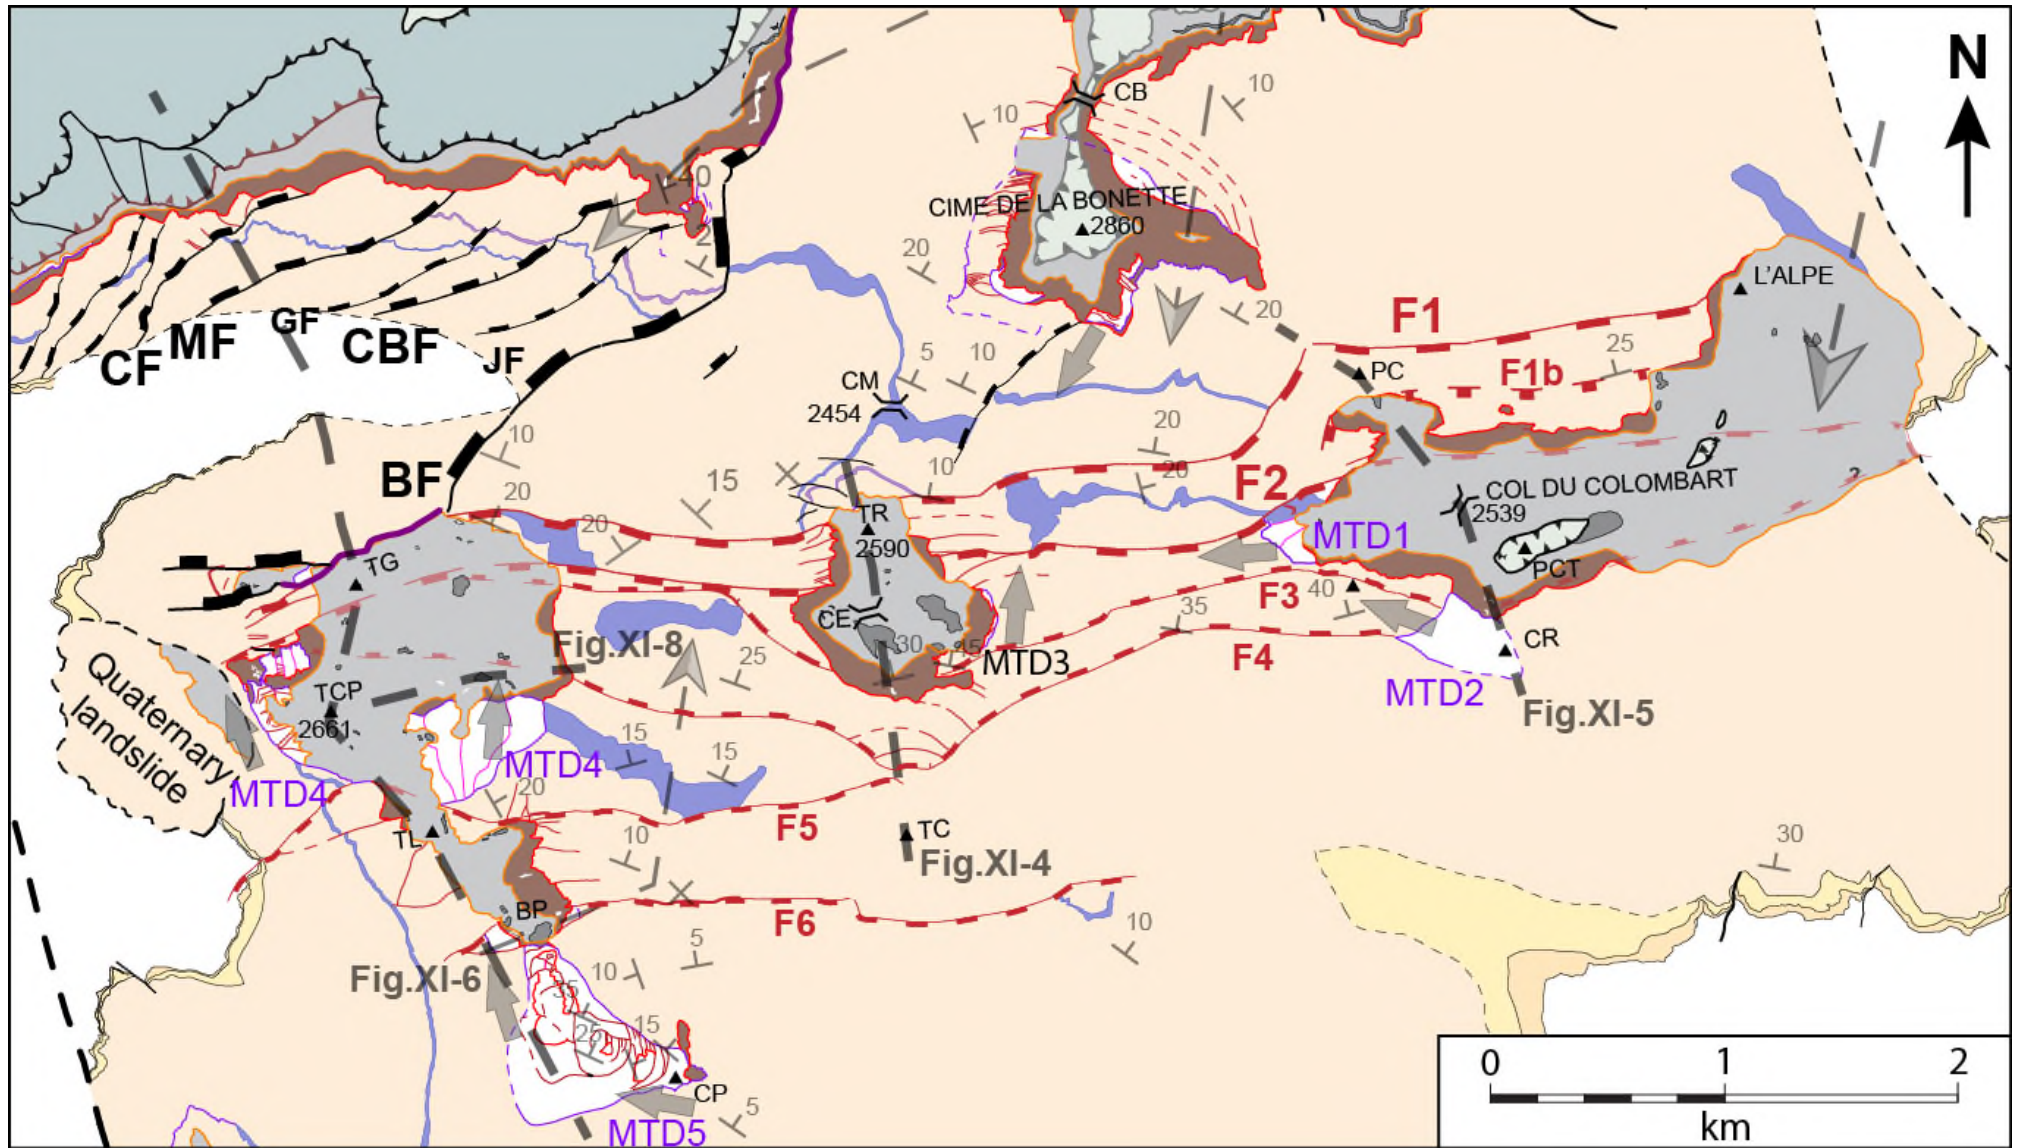 N
CB
10
10
40
CIME DE LA BONETTE
2860
2
20
L'ALPE
20
F1
CF
MF
GF
CBF
JF
25
F1b
PC
5
10
CM
2454
20
10
BF
15
10
20
F2
COL DU COLOMBART
2539
?
20
20
TR
2590
MTD1
PCT
TG
F3
40
35
CE
30
15
MTD3
CR
Fig.XI-8
25
F4
MTD2
Fig.XI-5
Quaternary
landslide
TCP
2661
15
15
MTD4
MTD4
20
F5
TL
10
TC
Fig.XI-4
30
BP
F6
5
10
Fig.XI-6
10
35
25
15
CP
5
MTD5
0
1
2
km